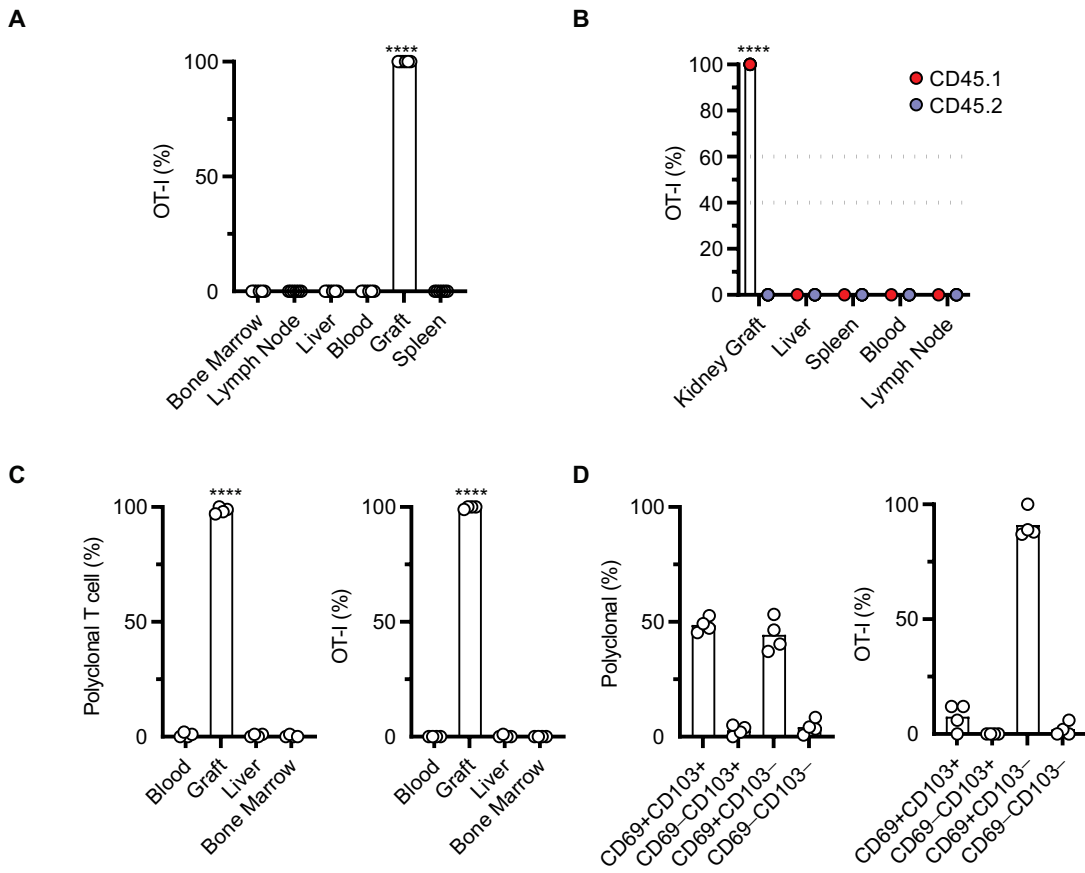 A
OT-I (%)
100
50
0
****
Bone Marrow
Lymph Node
Liver
Blood
Graft
Spleen
B
OT-I (%)
100
80
60
40
20
0
****
CD45.1
CD45.2
Kidney Graft
Liver
Spleen
Blood
Lymph Node
C
Polyclonal T cell (%)
100
50
0
****
Blood
Graft
Liver
Bone Marrow
OT-I (%)
100
50
0
****
Blood
Graft
Liver
Bone Marrow
D
Polyclonal (%)
100
50
0
CD69+CD103+
CD69–CD103+
CD69+CD103–
CD69–CD103–
OT-I (%)
100
50
0
CD69+CD103+
CD69–CD103+
CD69+CD103–
CD69–CD103–